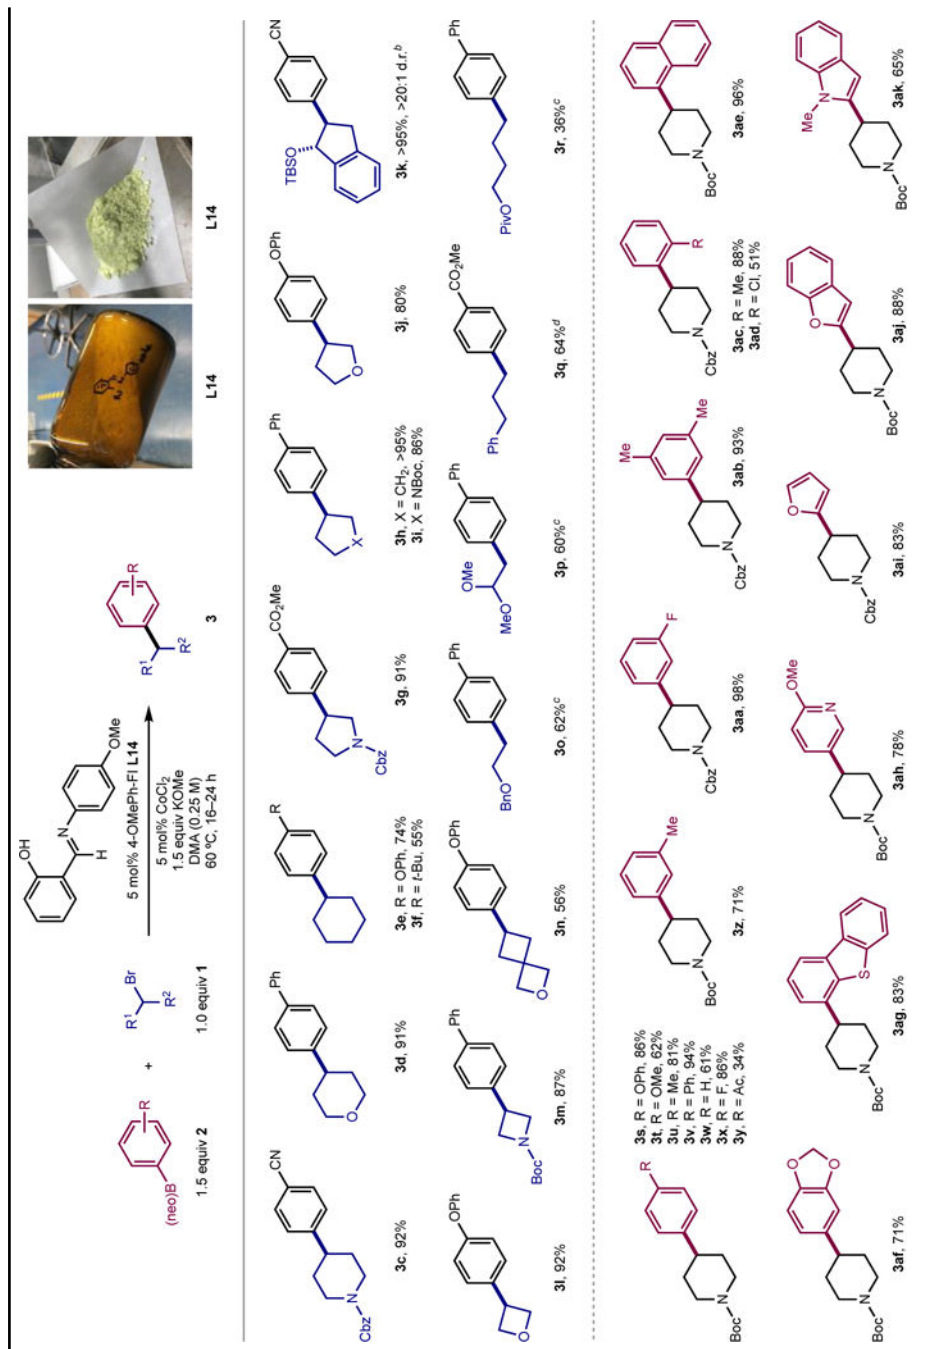 OH
N
H
OMe
R
(neo)B
+
R1
Br
R2
5 mol% 4-OMePh-FI L14
5 mol% CoCl2
1.5 equiv KOMe
DMA (0.25 M)
60 ºC, 16–24 h
R1
R2
R
1.5 equiv 2
1.0 equiv 1
3
L14
L14
CN
N
Cbz
3c, 92%
Ph
O
3d, 91%
R
3e, R = OPh, 74%
3f, R = t-Bu, 55%
CO2Me
N
Cbz
3g, 91%
Ph
X
3h, X = CH2, >95%
3i, X = NBoc, 86%
OPh
O
3j, 80%
CN
TBSO
3k, >95%, >20:1 d.r.b
OPh
O
3l, 92%
Ph
N
Boc
3m, 87%
OPh
O
3n, 56%
Ph
BnO
3o, 62%c
Ph
OMe
MeO
3p, 60%c
CO2Me
Ph
3q, 64%d
Ph
PivO
3r, 36%c
R
N
Boc
3s, R = OPh, 86%
3t, R = OMe, 62%
3u, R = Me, 81%
3v, R = Ph, 94%
3w, R = H, 61%
3x, R = F, 86%
3y, R = Ac, 34%
Me
N
Boc
3z, 71%
F
N
Cbz
3aa, 98%
Me
Me
N
Cbz
3ab, 93%
R
N
Cbz
3ac, R = Me, 88%
3ad, R = Cl, 51%
N
Boc
3ae, 96%
O
O
N
Boc
3af, 71%
S
N
Boc
3ag, 83%
OMe
N
N
Boc
3ah, 78%
O
N
Cbz
3ai, 83%
O
N
Boc
3aj, 88%
Me
N
N
Boc
3ak, 65%